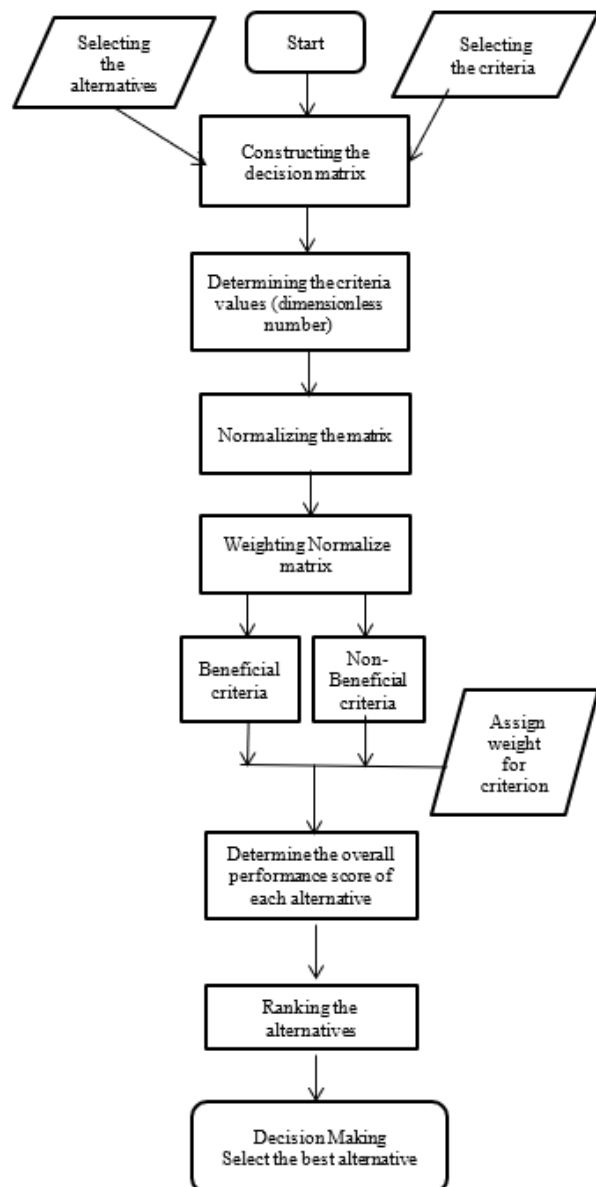 Selecting
the
alternatives
Start
Selecting
the criteria
Constructing the
decision matrix
Determining the criteria
values (dimensionless
number)
Normalizing the matrix
Weighting Normalize
matrix
Beneficial
criteria
Non-
Beneficial
criteria
Assign
weight
for
criterion
Determine the overall
performance score of
each alternative
Ranking the
alternatives
Decision Making
Select the best alternative